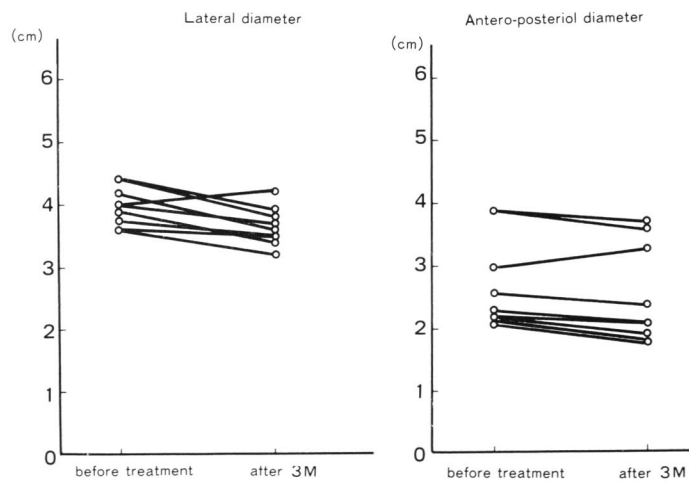 Lateral diameter
(cm)
6
5
4
3
2
1
0
before treatment
after 3M
Antero-posteriol diameter
(cm)
6
5
4
3
2
1
0
before treatment
after 3M